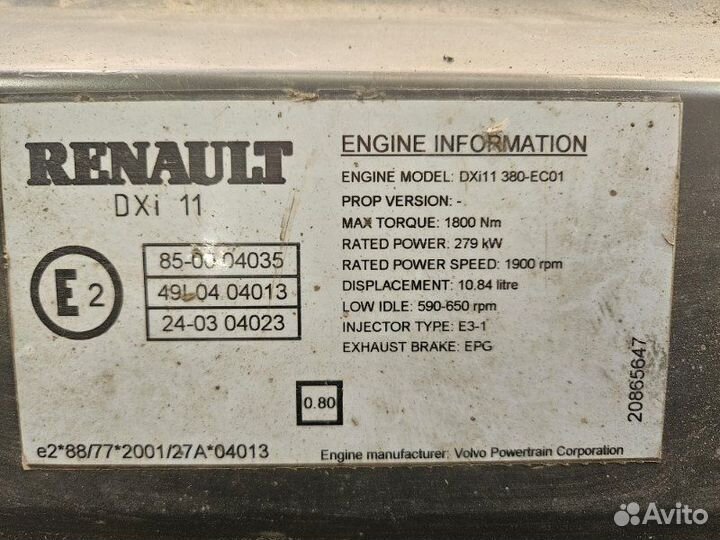 RENAULT
DXi 11
E2
85-00 04035
49L04 04013
24-03 04023
0.80
e2*88/77*2001/27A*04013
ENGINE INFORMATION
ENGINE MODEL: DXi11 380-EC01
PROP VERSION: -
MAX TORQUE: 1800 Nm
RATED POWER: 279 kW
RATED POWER SPEED: 1900 rpm
DISPLACEMENT: 10.84 litre
LOW IDLE: 590-650 rpm
INJECTOR TYPE: E3-1
EXHAUST BRAKE: EPG
Engine manufacturer: Volvo Powertrain Corporation
20865647
Avito